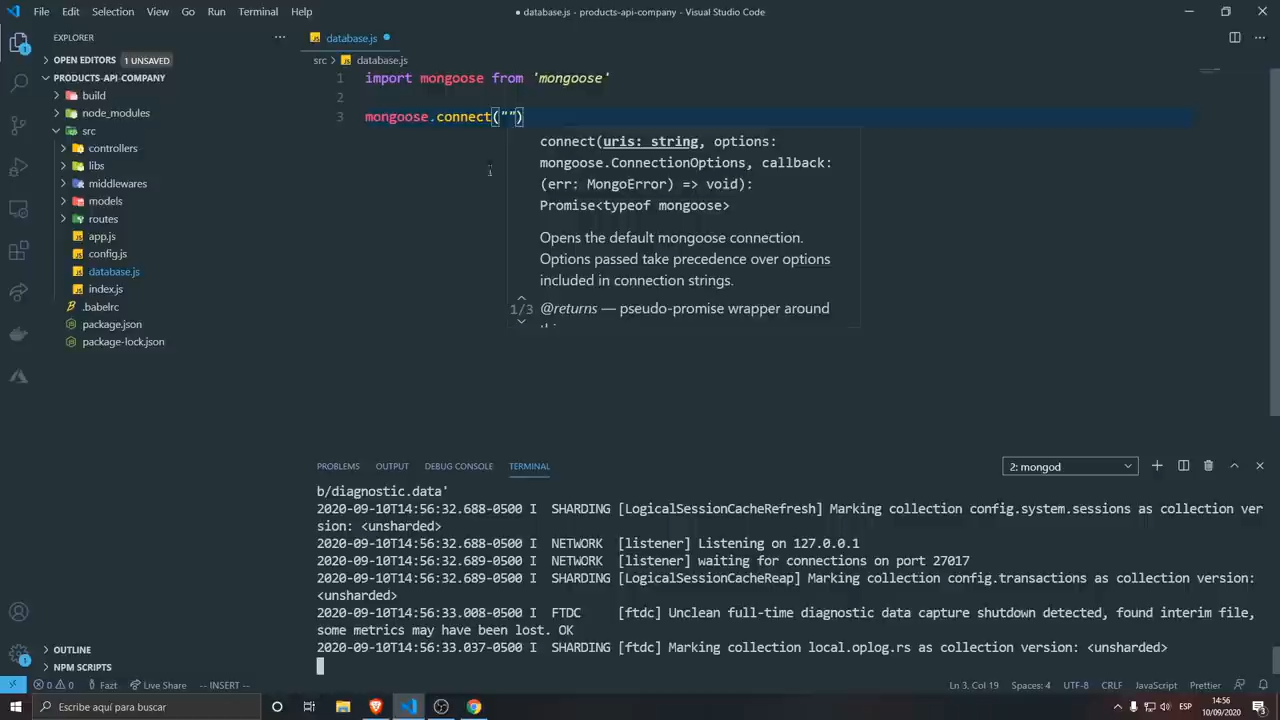 File Edit Selection View Go Run Terminal Help
● database.js - products-api-company - Visual Studio Code
EXPLORER
OPEN EDITORS 1 UNSAVED
PRODUCTS-API-COMPANY
build
node_modules
src
controllers
libs
middlewares
models
routes
app.js
config.js
database.js
index.js
.babelrc
package.json
package-lock.json
OUTLINE
NPM SCRIPTS
database.js
src > database.js
1 import mongoose from 'mongoose'
2
3 mongoose.connect("")
connect(uris: string, options:
mongoose.ConnectionOptions, callback:
(err: MongoError) => void):
Promise<typeof mongoose>
Opens the default mongoose connection.
Options passed take precedence over options
included in connection strings.
1/3 @returns — pseudo-promise wrapper around
PROBLEMS OUTPUT DEBUG CONSOLE TERMINAL
2: mongod
b/diagnostic.data'
2020-09-10T14:56:32.688-0500 I SHARDING [LogicalSessionCacheRefresh] Marking collection config.system.sessions as collection ver
sion: <unsharded>
2020-09-10T14:56:32.689-0500 I NETWORK [listener] Listening on 127.0.0.1
2020-09-10T14:56:32.689-0500 I NETWORK [listener] waiting for connections on port 27017
2020-09-10T14:56:32.689-0500 I SHARDING [LogicalSessionCacheReap] Marking collection config.transactions as collection version:
<unsharded>
2020-09-10T14:56:33.008-0500 I FTDC [ftdc] Unclean full-time diagnostic data capture shutdown detected, found interim file,
some metrics may have been lost. OK
2020-09-10T14:56:33.037-0500 I SHARDING [ftdc] Marking collection local.oplog.rs as collection version: <unsharded>
0 0 Fazt Live Share -- INSERT --
Ln 3, Col 19 Spaces: 4 UTF-8 CRLF JavaScript Prettier
Escribe aquí para buscar
ESP
14:56
10/09/2020